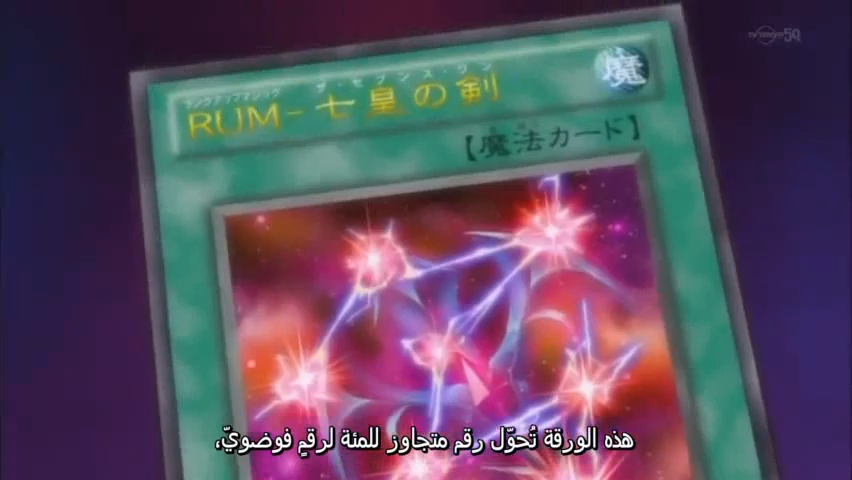 ランクアップマジック ザ・セブンス・ワン
RUM-七皇の剣
魔
【魔法カード】
هذه الورقة تُحوّل رقم متجاوز للمئة لرقمٍ فوضويّ،